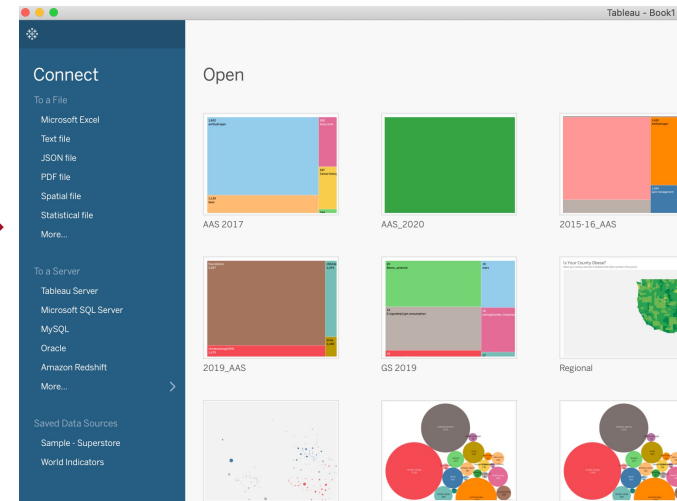 Tableau - Book1
Connect
Open
To a File
Microsoft Excel
Text file
JSON file
PDF file
Spatial file
Statistical file
More...
AAS 2017
AAS_2020
2015-16_AAS
Is Your County Obese?
To a Server
Tableau Server
Microsoft SQL Server
MySQL
Oracle
Amazon Redshift
More...
2019_AAS
GS 2019
Regional
Saved Data Sources
Sample - Superstore
World Indicators